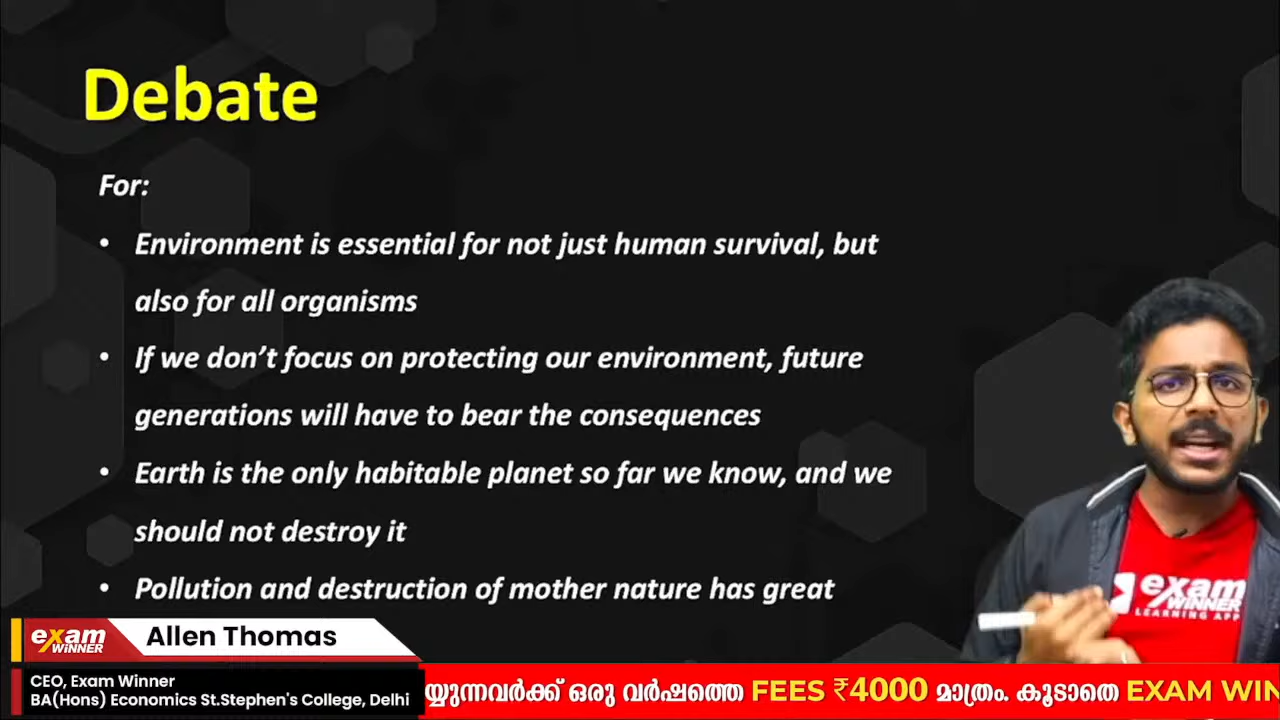 Debate
For:
• Environment is essential for not just human survival, but
also for all organisms
• If we don’t focus on protecting our environment, future
generations will have to bear the consequences
• Earth is the only habitable planet so far we know, and we
should not destroy it
• Pollution and destruction of mother nature has great
exam
WINNER
LEARNING APP
exam
WINNER
Allen Thomas
CEO, Exam Winner
BA(Hons) Economics St.Stephen's College, Delhi
യ്യുന്നവർക്ക് ഒരു വർഷത്തെ FEES ₹4000 മാത്രം. കൂടാതെ EXAM WIN